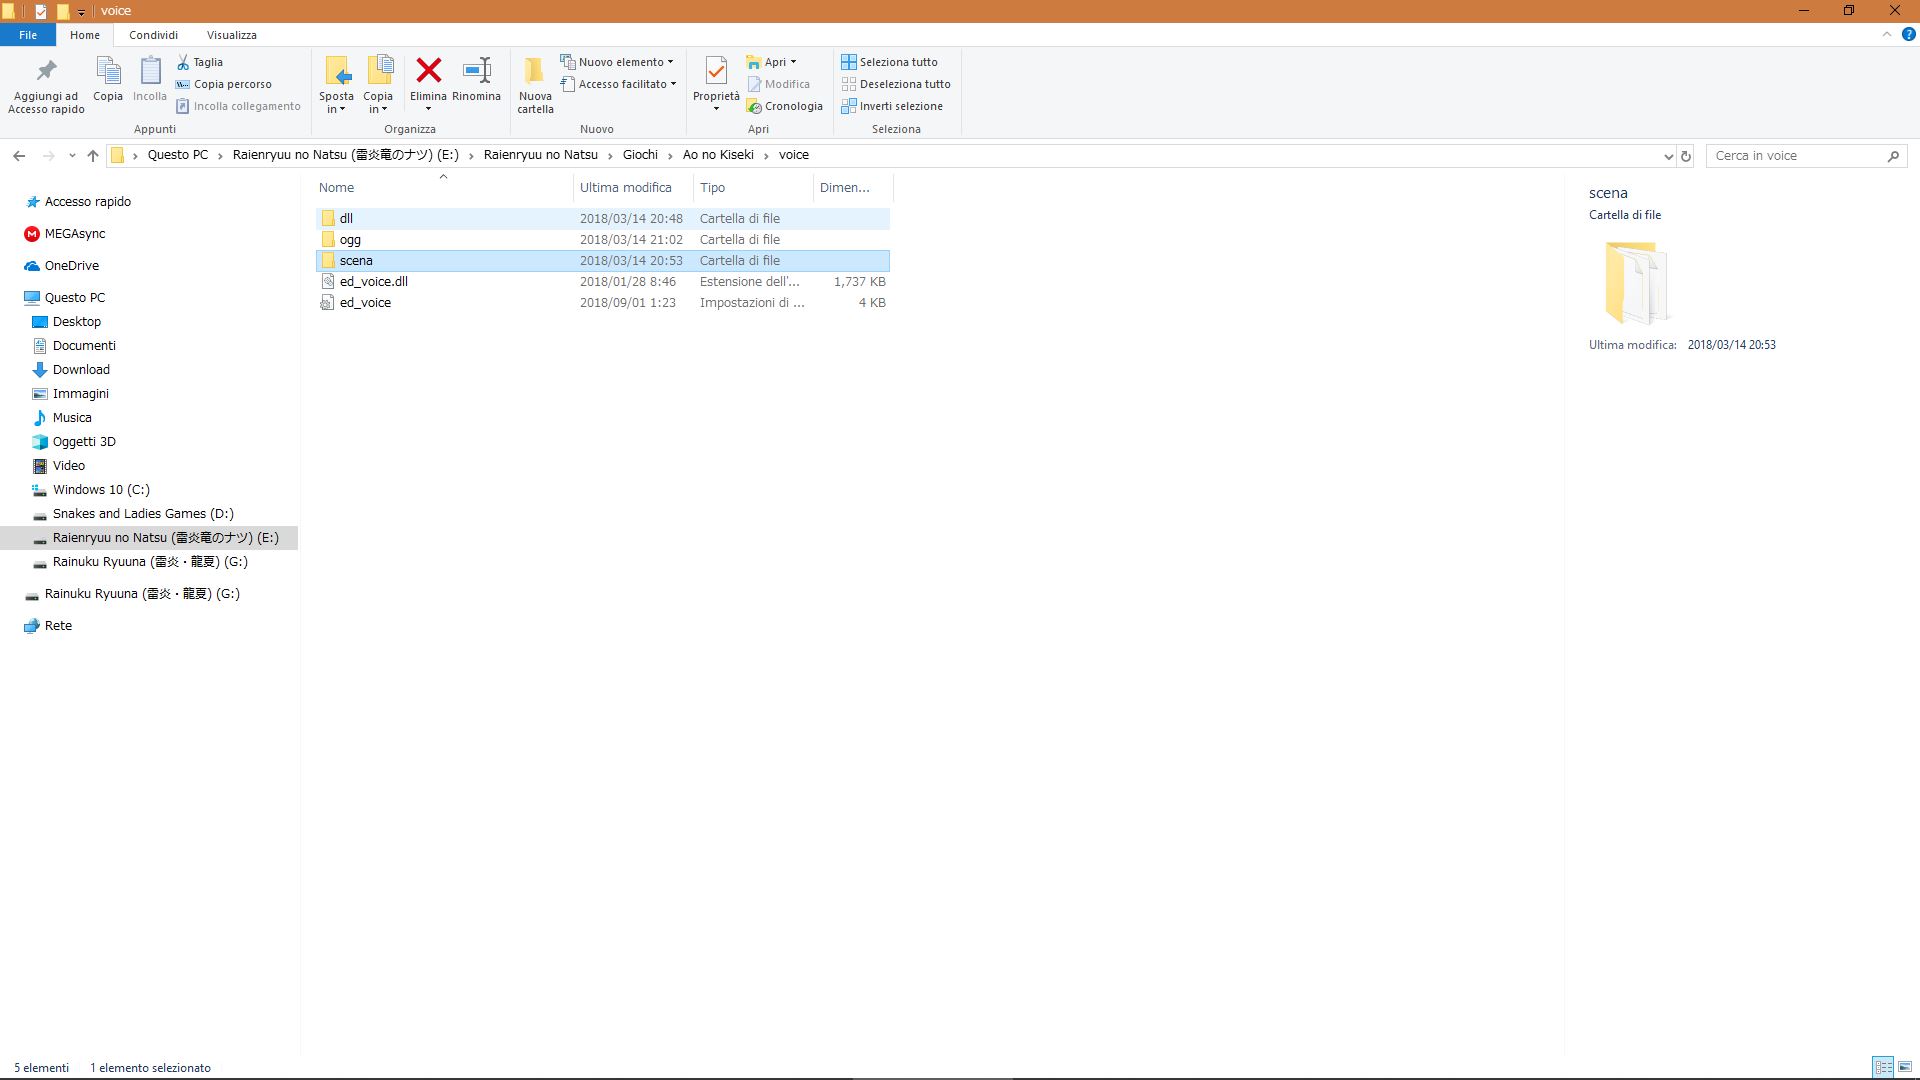 voice
File Home Condividi Visualizza
Aggiungi ad Accesso rapido
Copia
Incolla
Taglia
Copia percorso
Incolla collegamento
Appunti
Sposta in
Copia in
Elimina
Rinomina
Organizza
Nuova cartella
Nuovo elemento
Accesso facilitato
Nuovo
Proprietà
Apri
Modifica
Cronologia
Apri
Seleziona tutto
Deseleziona tutto
Inverti selezione
Seleziona
Questo PC › Raienryuu no Natsu (雷炎竜のナツ) (E:) › Raienryuu no Natsu › Giochi › Ao no Kiseki › voice
Cerca in voice
Accesso rapido
MEGAsync
OneDrive
Questo PC
Desktop
Documenti
Download
Immagini
Musica
Oggetti 3D
Video
Windows 10 (C:)
Snakes and Ladies Games (D:)
Raienryuu no Natsu (雷炎竜のナツ) (E:)
Rainuku Ryuuna (雷炎・龍夏) (G:)
Rainuku Ryuuna (雷炎・龍夏) (G:)
Rete
Nome Ultima modifica Tipo Dimen...
dll 2018/03/14 20:48 Cartella di file
ogg 2018/03/14 21:02 Cartella di file
scena 2018/03/14 20:53 Cartella di file
ed_voice.dll 2018/01/28 8:46 Estensione dell'... 1,737 KB
ed_voice 2018/09/01 1:23 Impostazioni di ... 4 KB
scena
Cartella di file
Ultima modifica: 2018/03/14 20:53
5 elementi 1 elemento selezionato